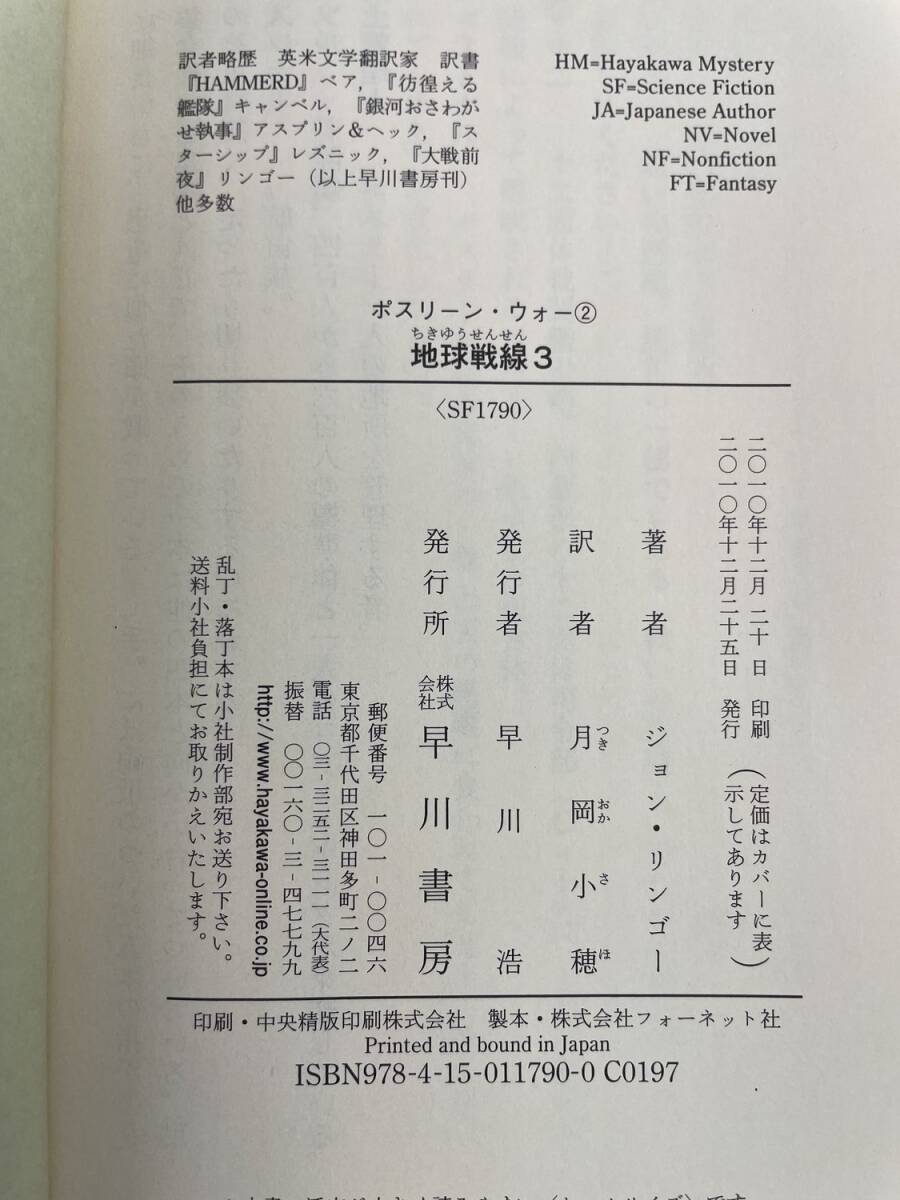 訳者略歴　英米文学翻訳家　訳書
『HAMMERD』ベア，『彷徨える
艦隊』キャンベル，『銀河おさわが
せ執事』アスプリン＆ヘック，『ス
ターシップ』レズニック，『大戦前
夜』リンゴー（以上早川書房刊）
他多数
HM=Hayakawa Mystery
SF=Science Fiction
JA=Japanese Author
NV=Novel
NF=Nonfiction
FT=Fantasy
ポスリーン・ウォー②
ちきゆうせんせん
地球戦線３
〈SF1790〉
二〇一〇年十二月　二十　日　印刷
二〇一〇年十二月二十五日　発行
（定価はカバーに表
示してあります）
著者　ジョン・リンゴー
訳者　月岡小穂
つき おか さ ほ
発行者　早川　浩
発行所　株式会社　早川書房
郵便番号　一〇一-〇〇四六
東京都千代田区神田多町二ノ二
電話　〇三-三二五二-三一一一（大代表）
振替　〇〇一六〇-三-四七七九九
http://www.hayakawa-online.co.jp
乱丁・落丁本は小社制作部宛お送り下さい。
送料小社負担にてお取りかえいたします。
印刷・中央精版印刷株式会社　製本・株式会社フォーネット社
Printed and bound in Japan
ISBN978-4-15-011790-0 C0197